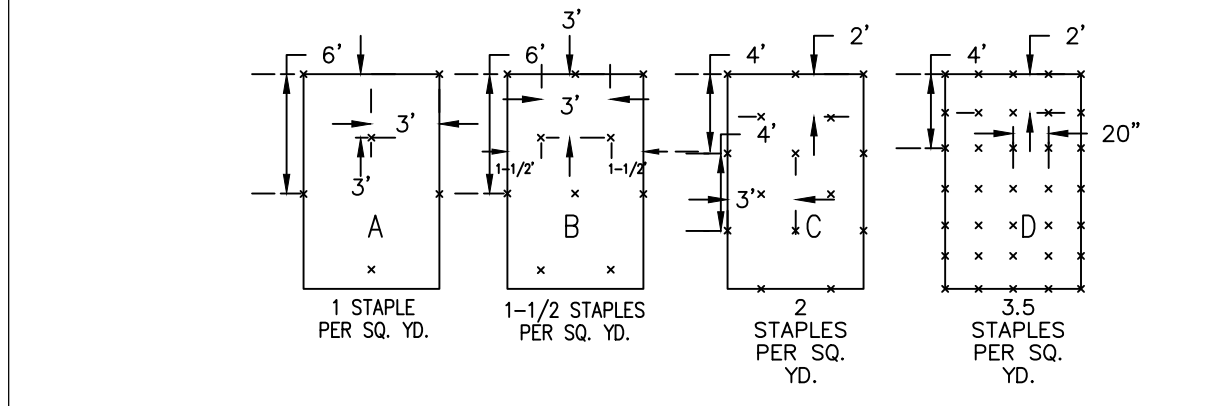 3'
6'
6'
4'
2'
4'
2'
3'
3'
4'
20"
3'
1-1/2'
1-1/2'
3'
A
B
C
D
1 STAPLE
PER SQ. YD.
1-1/2 STAPLES
PER SQ. YD.
2
STAPLES
PER SQ.
YD.
3.5
STAPLES
PER SQ.
YD.